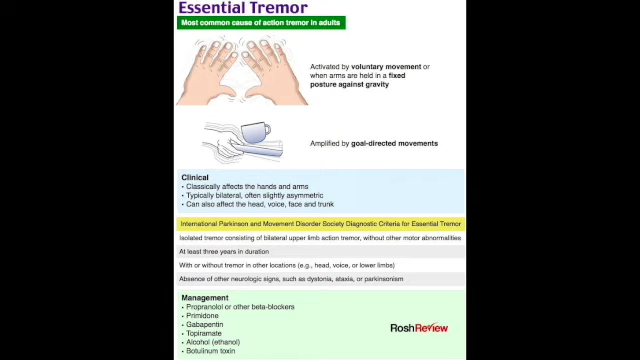 Essential Tremor
Most common cause of action tremor in adults
Activated by voluntary movement or
when arms are held in a fixed
posture against gravity
Amplified by goal-directed movements
Clinical
• Classically affects the hands and arms
• Typically bilateral, often slightly asymmetric
• Can also affect the head, voice, face and trunk
International Parkinson and Movement Disorder Society Diagnostic Criteria for Essential Tremor
Isolated tremor consisting of bilateral upper limb action tremor, without other motor abnormalities
At least three years in duration
With or without tremor in other locations (e.g., head, voice, or lower limbs)
Absence of other neurologic signs, such as dystonia, ataxia, or parkinsonism
Management
• Propranolol or other beta-blockers
• Primidone
• Gabapentin
• Topiramate
• Alcohol (ethanol)
• Botulinum toxin
RoshReview